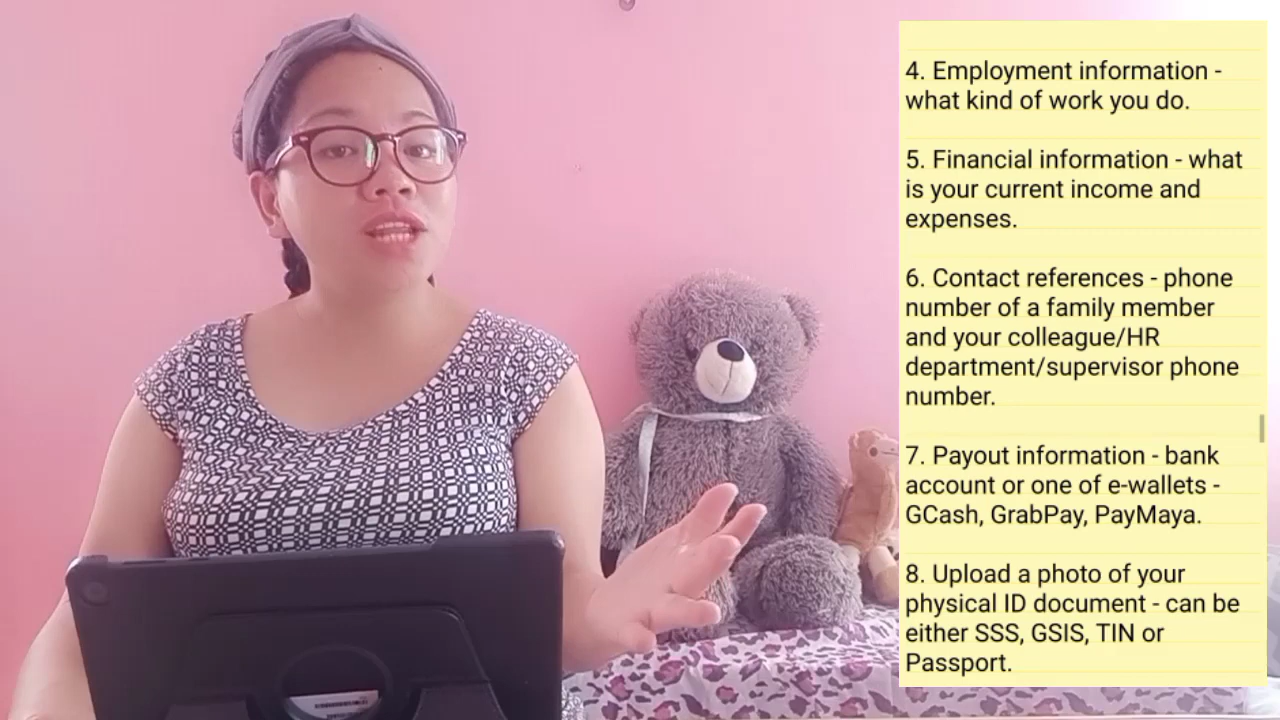 4. Employment information -
what kind of work you do.
5. Financial information - what
is your current income and
expenses.
6. Contact references - phone
number of a family member
and your colleague/HR
department/supervisor phone
number.
7. Payout information - bank
account or one of e-wallets -
GCash, GrabPay, PayMaya.
8. Upload a photo of your
physical ID document - can be
either SSS, GSIS, TIN or
Passport.